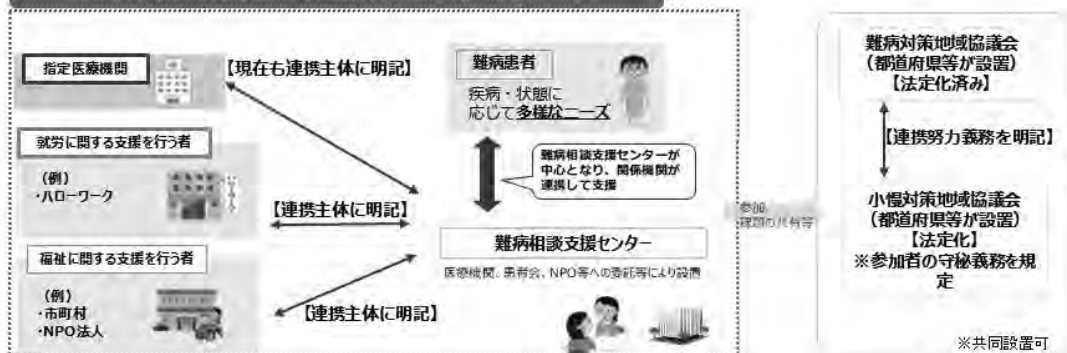 指定医療機関
【現在も連携主体に明記】
難病患者
疾病・状態に
応じて多様なニーズ
就労に関する支援を行う者
(例)
・ハローワーク
難病相談支援センターが
中心となり、関係機関が
連携して支援
【連携主体に明記】
難病相談支援センター
医療機関、患者会、NPO等への委託等により設置
福祉に関する支援を行う者
(例)
・市町村
・NPO法人
【連携主体に明記】
参加
課題の共有等
難病対策地域協議会
(都道府県等が設置)
【法定化済み】
【連携努力義務を明記】
小慢対策地域協議会
(都道府県等が設置)
【法定化】
※参加者の守秘義務を規
定
※共同設置可